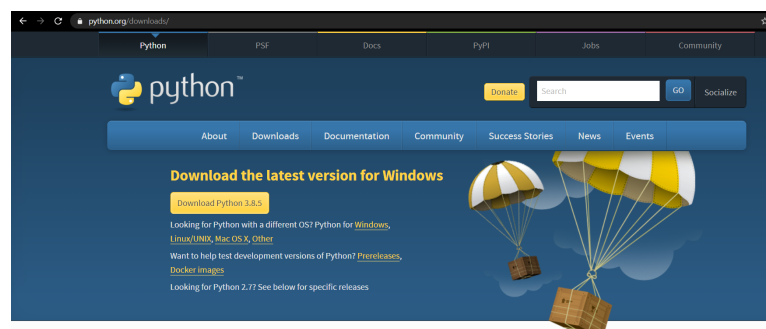 python.org/downloads/
Python PSF Docs PyPI Jobs Community
python™
Donate Search GO Socialize
About Downloads Documentation Community Success Stories News Events
Download the latest version for Windows
Download Python 3.8.5
Looking for Python with a different OS? Python for Windows,
Linux/UNIX, Mac OS X, Other
Want to help test development versions of Python? Prereleases,
Docker images
Looking for Python 2.7? See below for specific releases